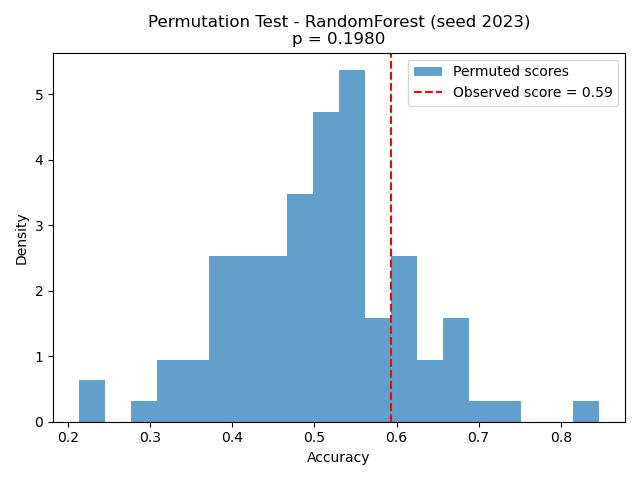 Permutation Test - RandomForest (seed 2023)
p = 0.1980
Permuted scores
Observed score = 0.59
Density
5
4
3
2
1
0
0.2 0.3 0.4 0.5 0.6 0.7 0.8
Accuracy